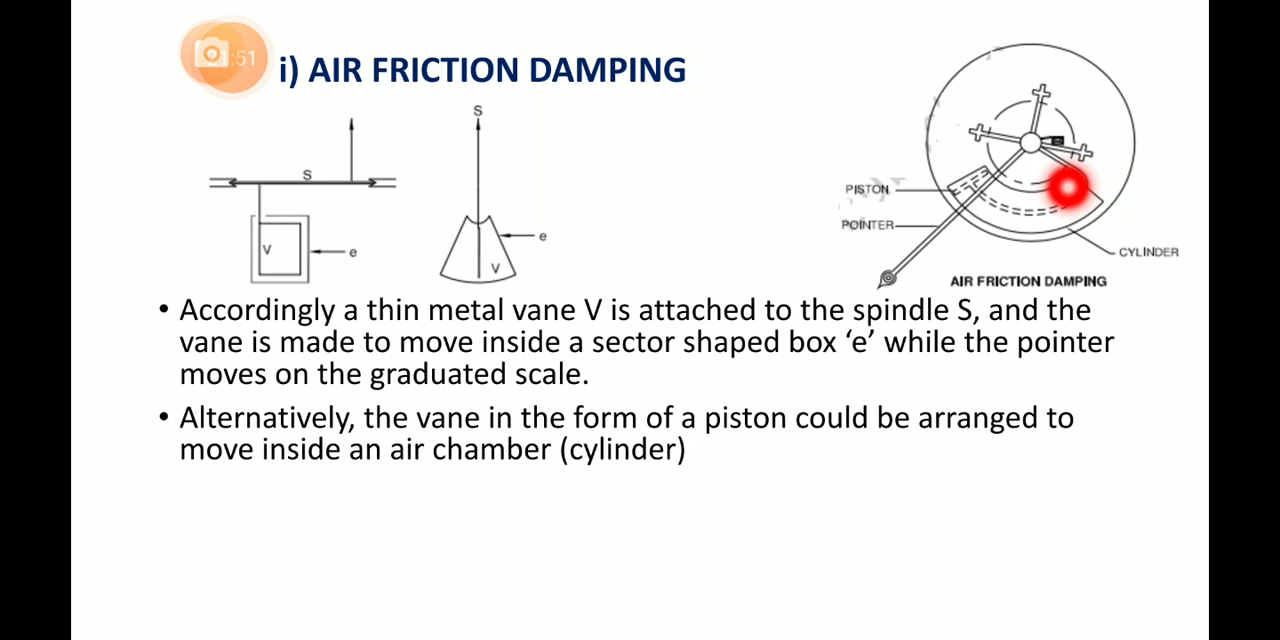 :51
i) AIR FRICTION DAMPING
S
S
V
e
e
V
PISTON
POINTER
CYLINDER
AIR FRICTION DAMPING
• Accordingly a thin metal vane V is attached to the spindle S, and the
vane is made to move inside a sector shaped box ‘e’ while the pointer
moves on the graduated scale.
• Alternatively, the vane in the form of a piston could be arranged to
move inside an air chamber (cylinder)